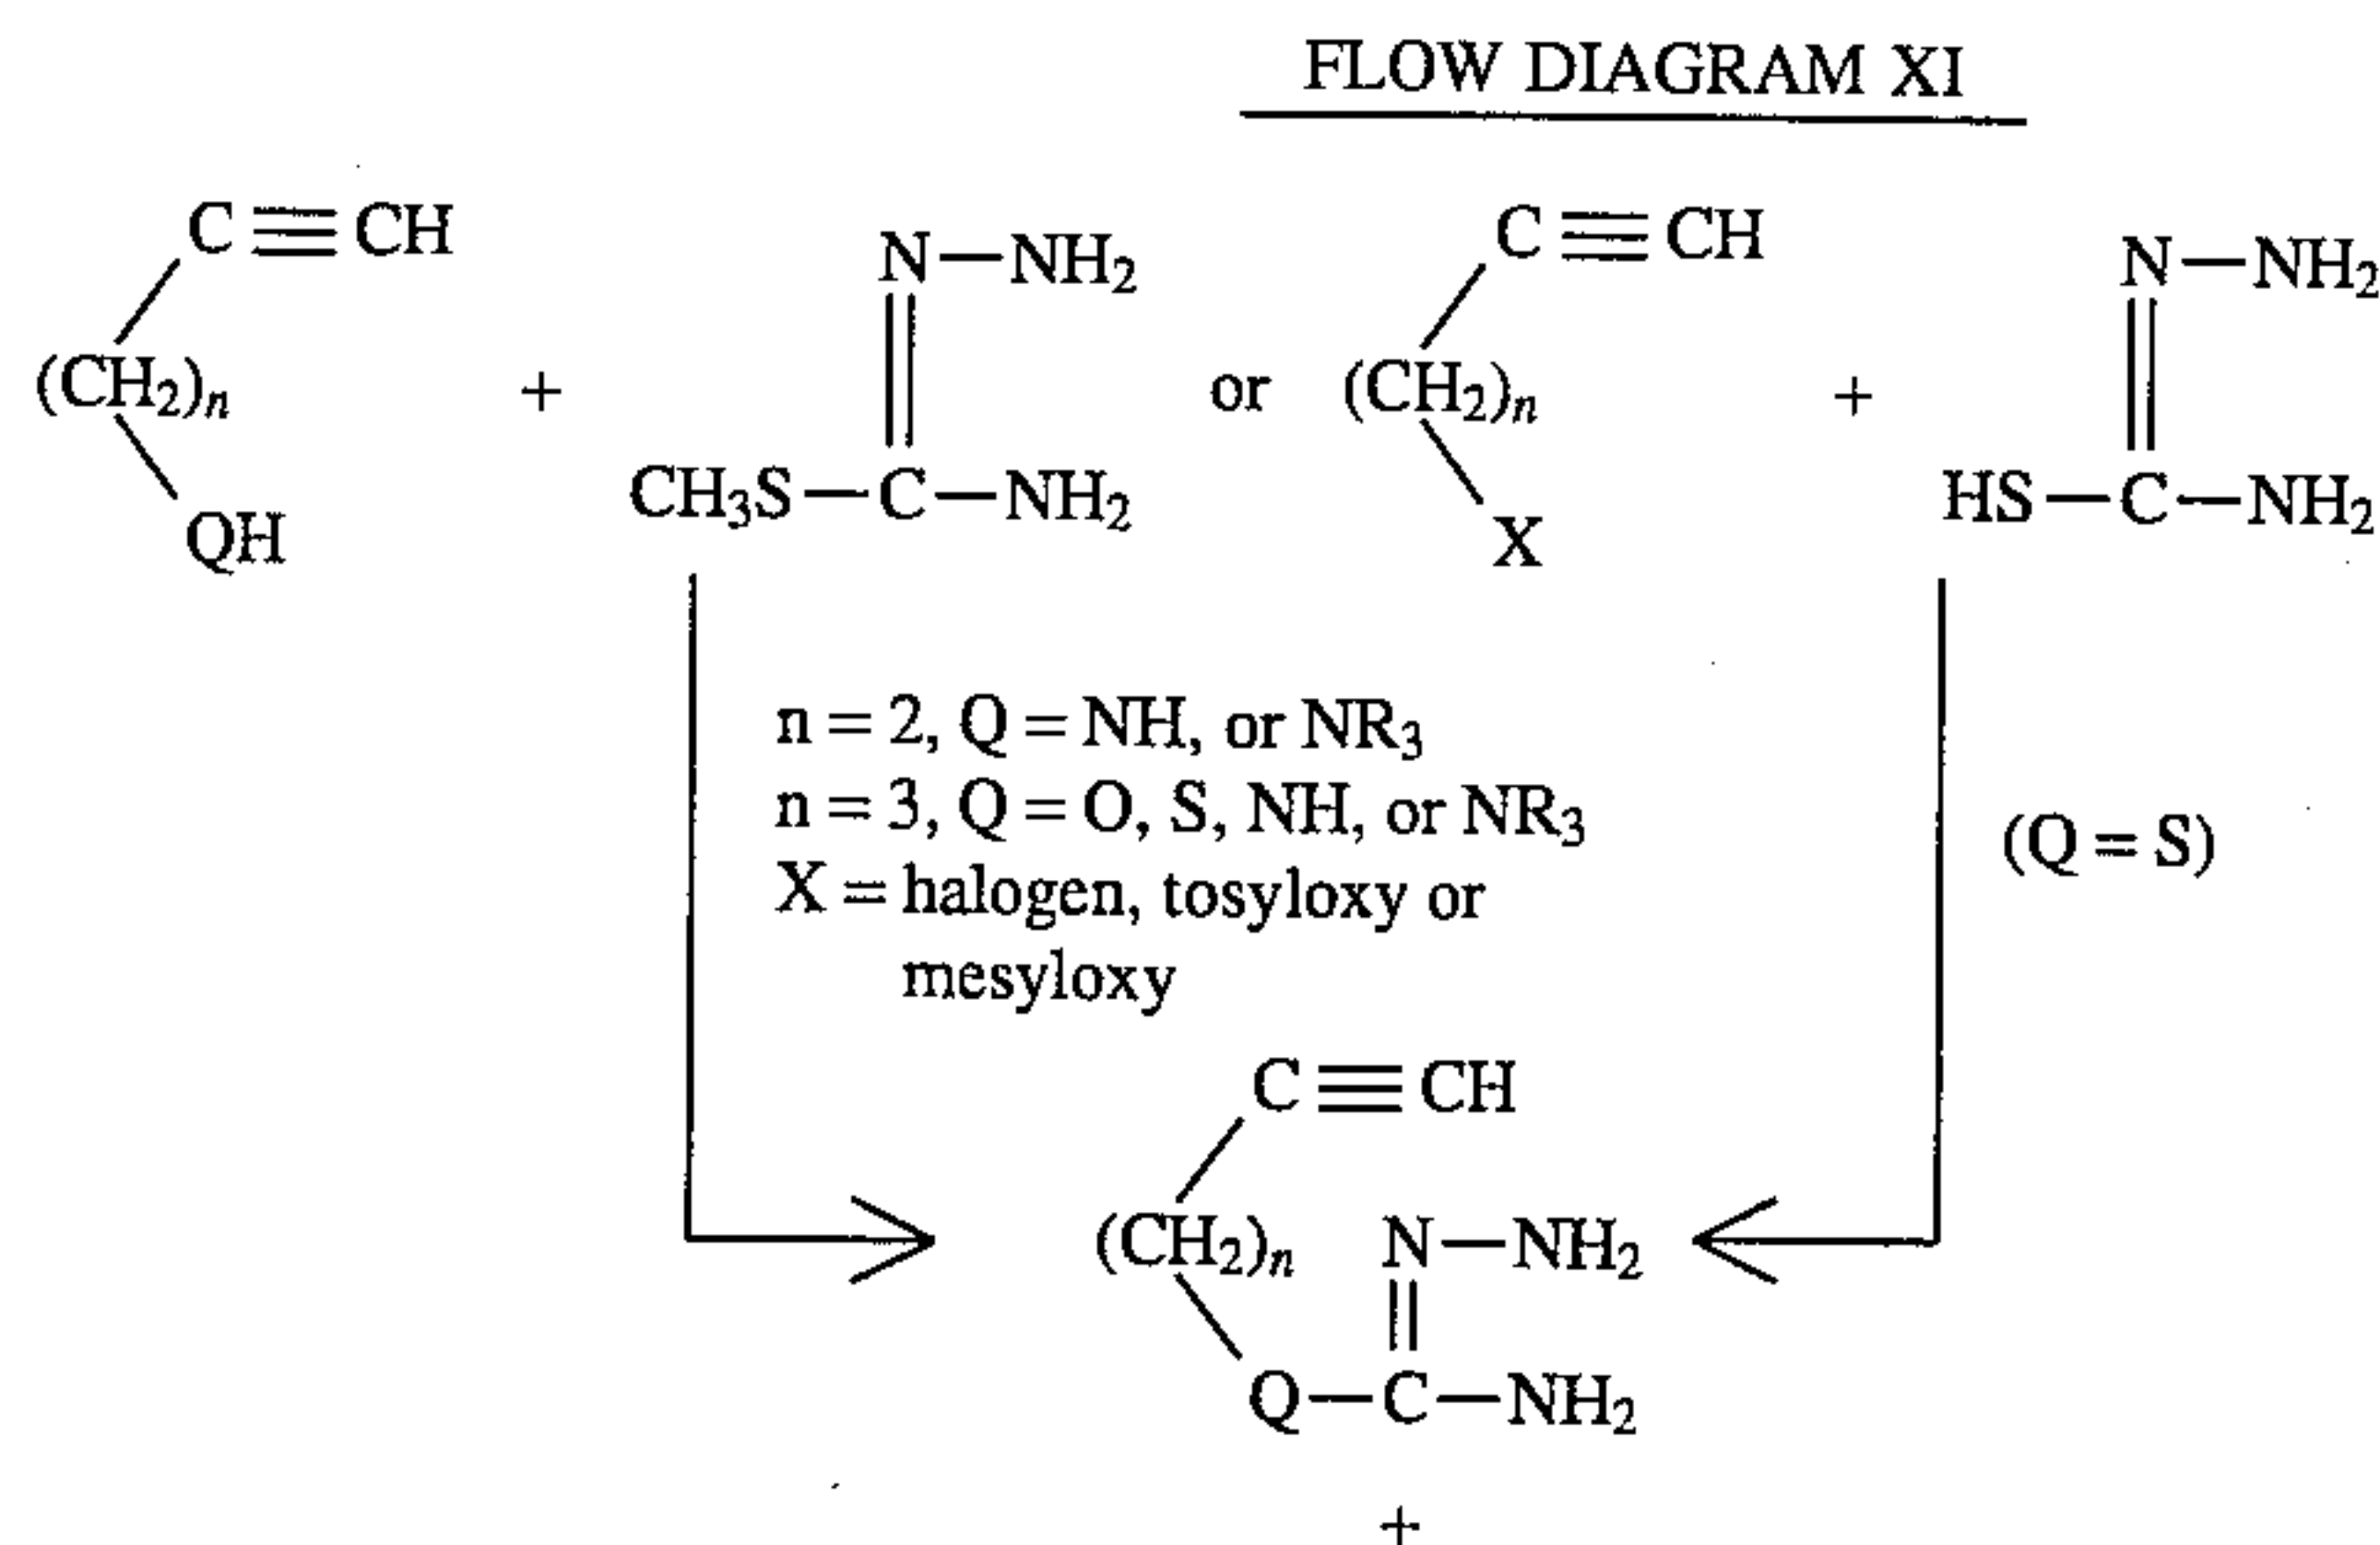 FLOW DIAGRAM XI
C≡CH
N—NH₂
C≡CH
N—NH₂
(CH₂)ₙ
+
or
(CH₂)ₙ
+
CH₃S—C—NH₂
HS—C—NH₂
QH
X
n = 2, Q = NH, or NR₃
n = 3, Q = O, S, NH, or NR₃
(Q = S)
X = halogen, tosyloxy or
mesyloxy
C≡CH
(CH₂)ₙ
N—NH₂
Q—C—NH₂
+